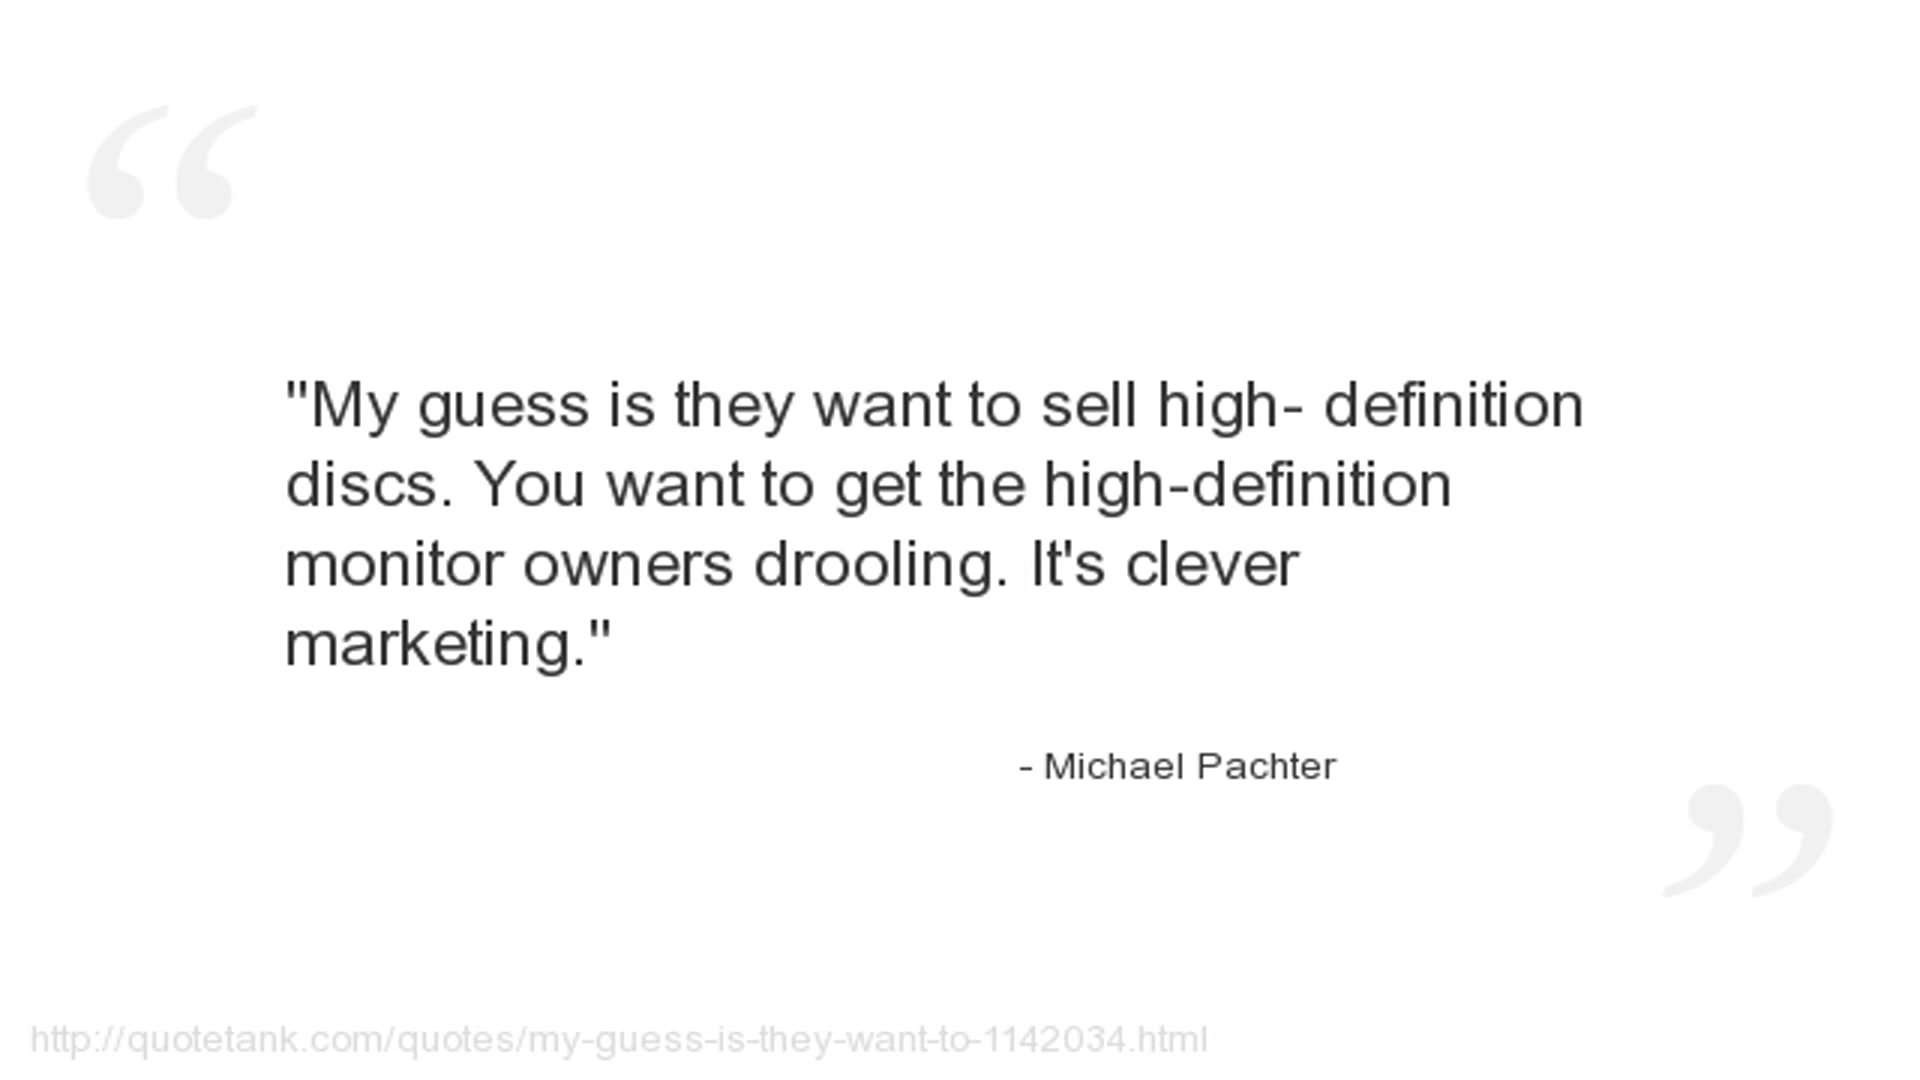 "My guess is they want to sell high- definition
discs. You want to get the high-definition
monitor owners drooling. It's clever
marketing."
- Michael Pachter
http://quotetank.com/quotes/my-guess-is-they-want-to-1142034.html